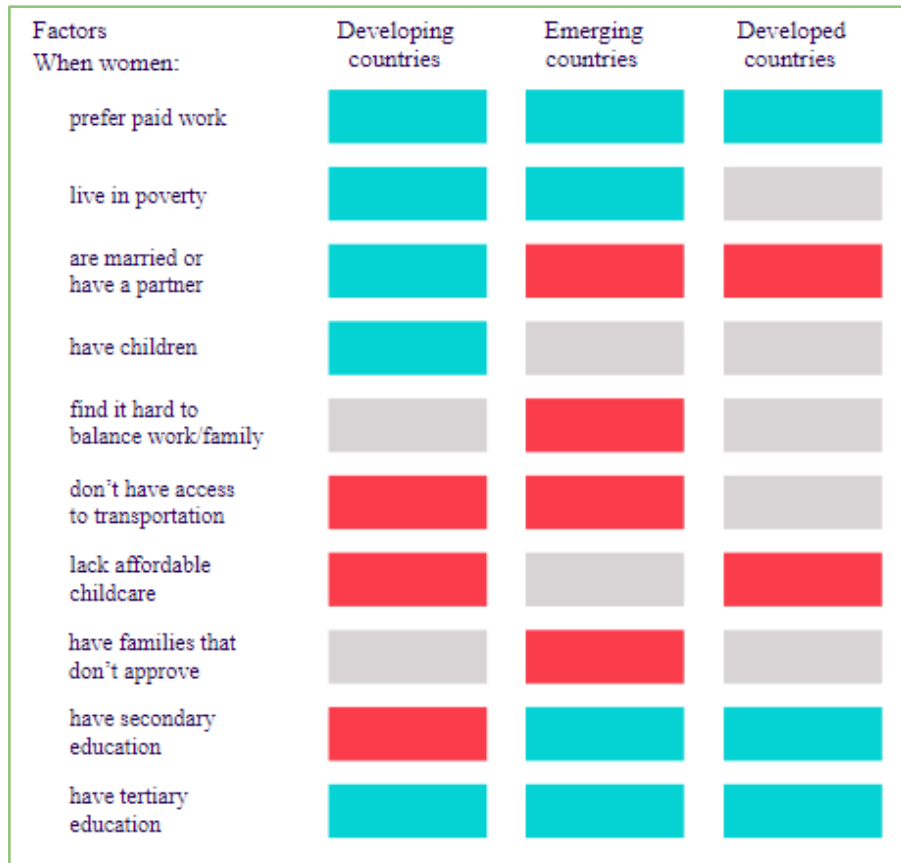 Factors
Developing countries
Emerging countries
Developed countries
When women:
prefer paid work
live in poverty
are married or
have a partner
have children
find it hard to
balance work/family
don’t have access
to transportation
lack affordable
childcare
have families that
don’t approve
have secondary
education
have tertiary
education